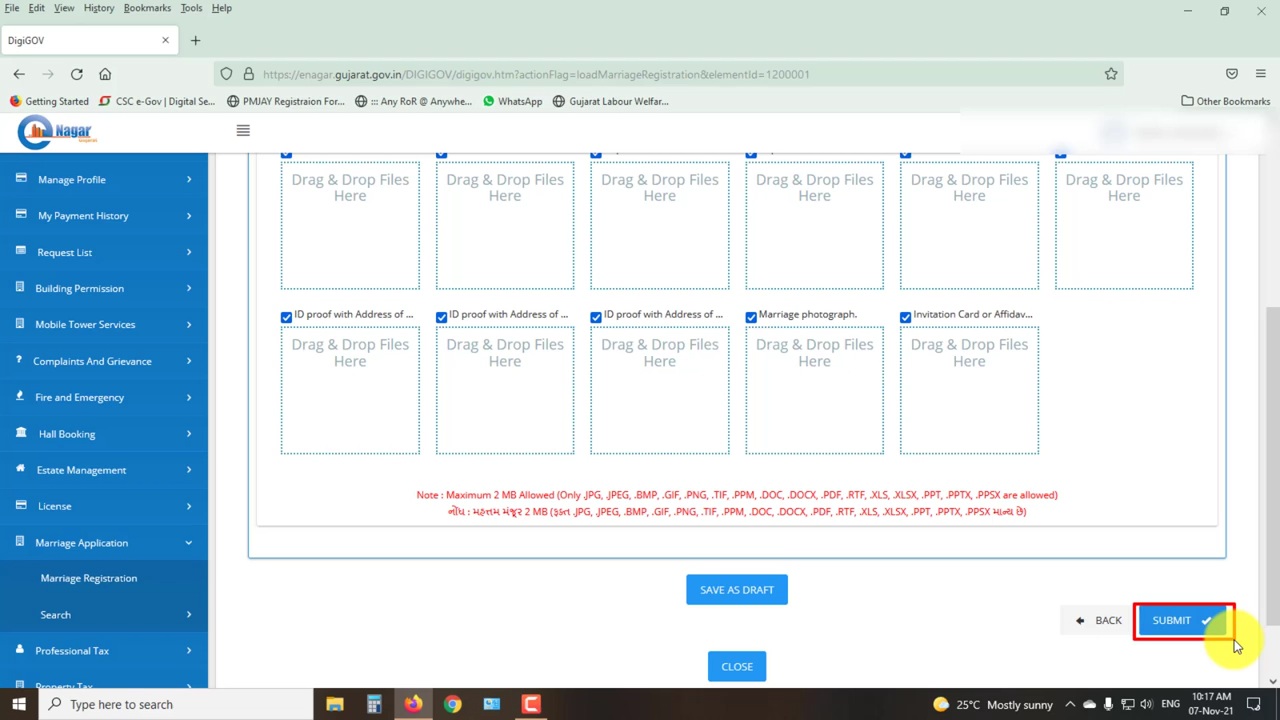 File Edit View History Bookmarks Tools Help
DigiGOV
https://enagar.gujarat.gov.in/DIGIGOV/digigov.htm?actionFlag=loadMarriageRegistration&elementId=1200001
Getting Started CSC e-Gov | Digital Se... PMJAY Registraion For... ::: Any RoR @ Anywhe... WhatsApp Gujarat Labour Welfar... Other Bookmarks
Nagar
Manage Profile
My Payment History
Request List
Building Permission
Mobile Tower Services
Complaints And Grievance
Fire and Emergency
Hall Booking
Estate Management
License
Marriage Application
Marriage Registration
Search
Professional Tax
Property Tax
Drag & Drop Files Here
Drag & Drop Files Here
Drag & Drop Files Here
Drag & Drop Files Here
Drag & Drop Files Here
Drag & Drop Files Here
ID proof with Address of ... ID proof with Address of ... ID proof with Address of ... Marriage photograph. Invitation Card or Affidav...
Drag & Drop Files Here
Drag & Drop Files Here
Drag & Drop Files Here
Drag & Drop Files Here
Drag & Drop Files Here
Note : Maximum 2 MB Allowed (Only .JPG, .JPEG, .BMP, .GIF, .PNG, .TIF, .PPM, .DOC, .DOCX, .PDF, .RTF, .XLS, .XLSX, .PPT, .PPTX, .PPSX are allowed)
નોંધ : મહત્તમ મંજૂર 2 MB (ફક્ત .JPG, .JPEG, .BMP, .GIF, .PNG, .TIF, .PPM, .DOC, .DOCX, .PDF, .RTF, .XLS, .XLSX, .PPT, .PPTX, .PPSX માન્ય છે)
SAVE AS DRAFT
BACK SUBMIT
CLOSE
Type here to search
25°C Mostly sunny ENG
10:17 AM
07-Nov-21